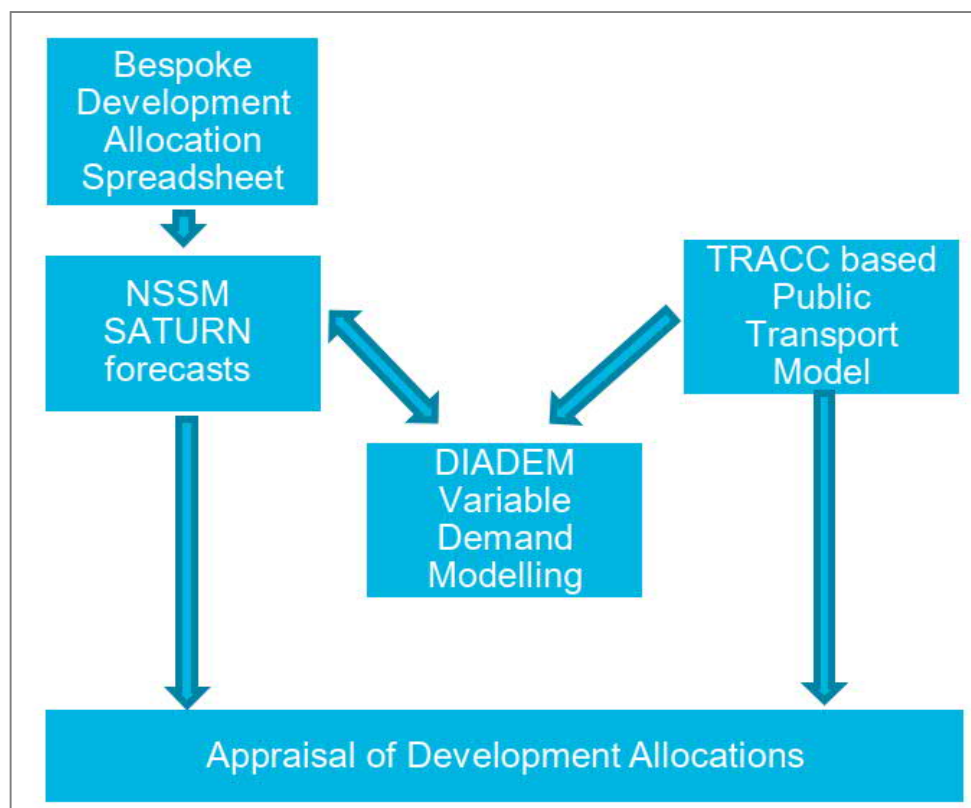 Bespoke
Development
Allocation
Spreadsheet
NSSM
SATURN
forecasts
TRACC based
Public
Transport
Model
DIADEM
Variable
Demand
Modelling
Appraisal of Development Allocations